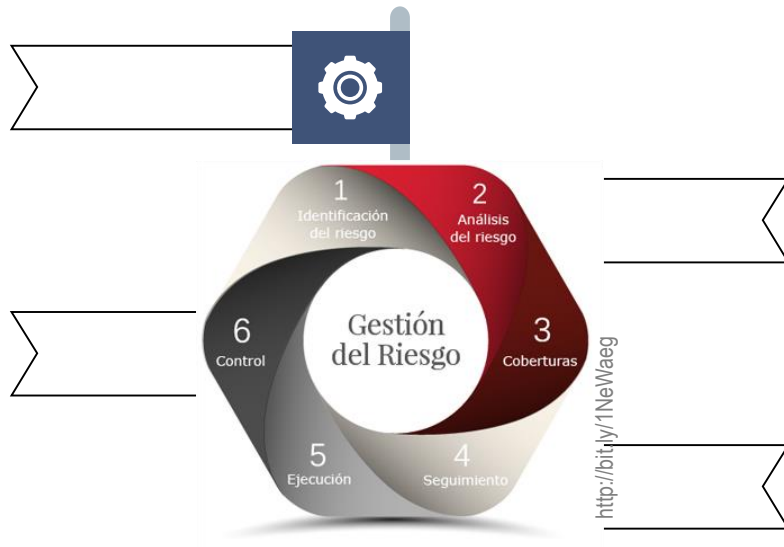 1
Identificación
del riesgo
2
Análisis
del riesgo
3
Coberturas
4
Seguimiento
5
Ejecución
6
Control
Gestión
del Riesgo
http://bit.ly/1NeWaeg